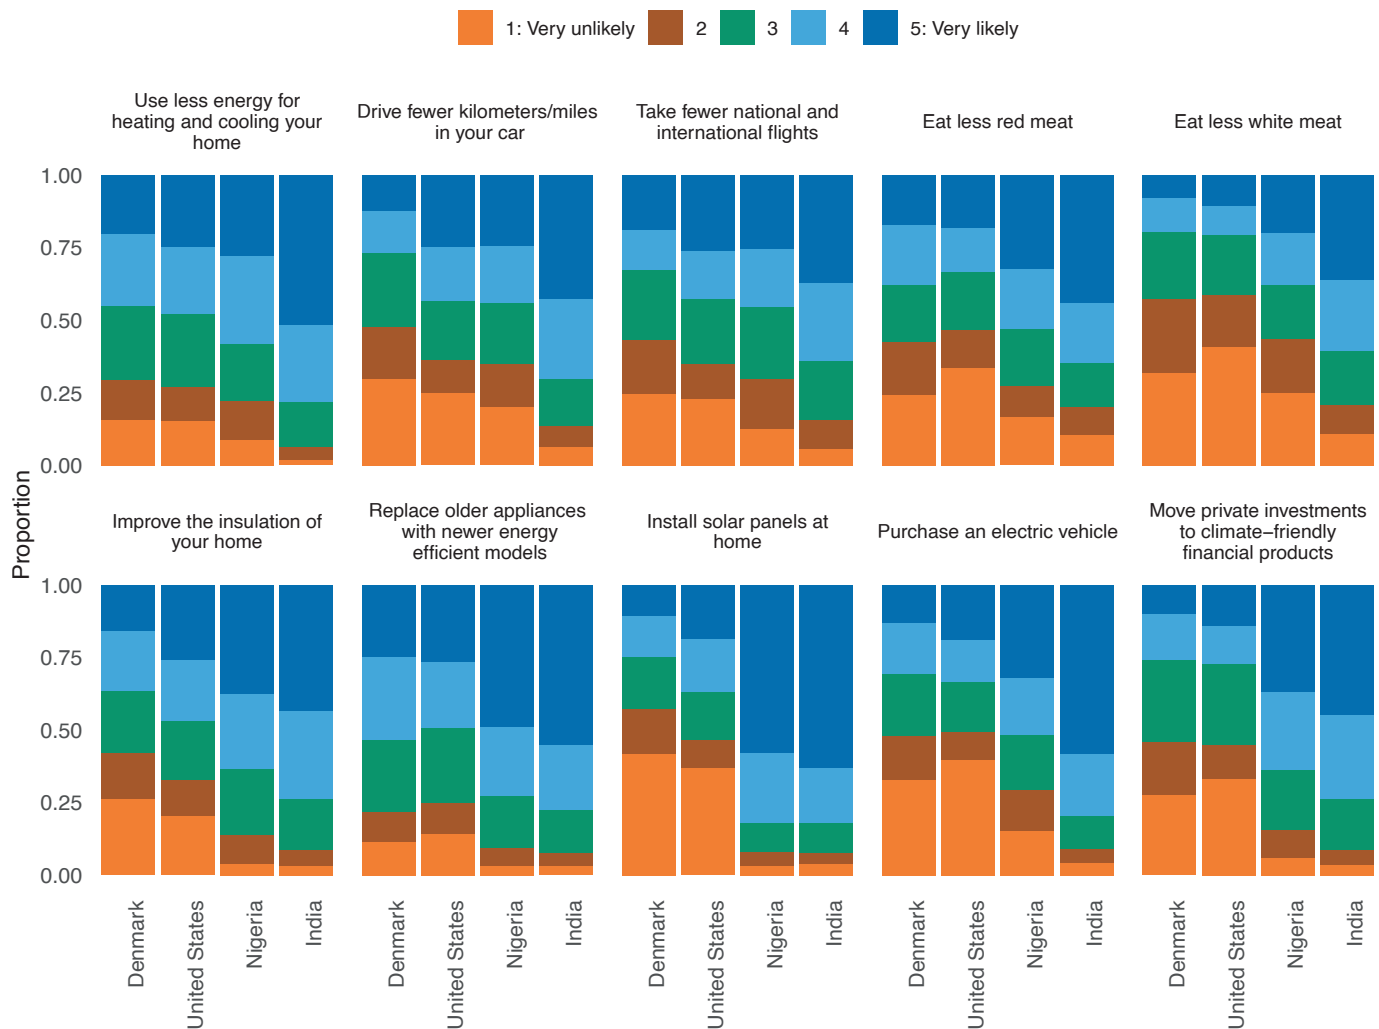 1: Very unlikely 2 3 4 5: Very likely
Use less energy for
heating and cooling your
home
Drive fewer kilometers/miles
in your car
Take fewer national and
international flights
Eat less red meat
Eat less white meat
1.00
0.75
0.50
0.25
0.00
Proportion
Improve the insulation of
your home
Replace older appliances
with newer energy
efficient models
Install solar panels at
home
Purchase an electric vehicle
Move private investments
to climate–friendly
financial products
1.00
0.75
0.50
0.25
0.00
Denmark
United States
Nigeria
India
Denmark
United States
Nigeria
India
Denmark
United States
Nigeria
India
Denmark
United States
Nigeria
India
Denmark
United States
Nigeria
India